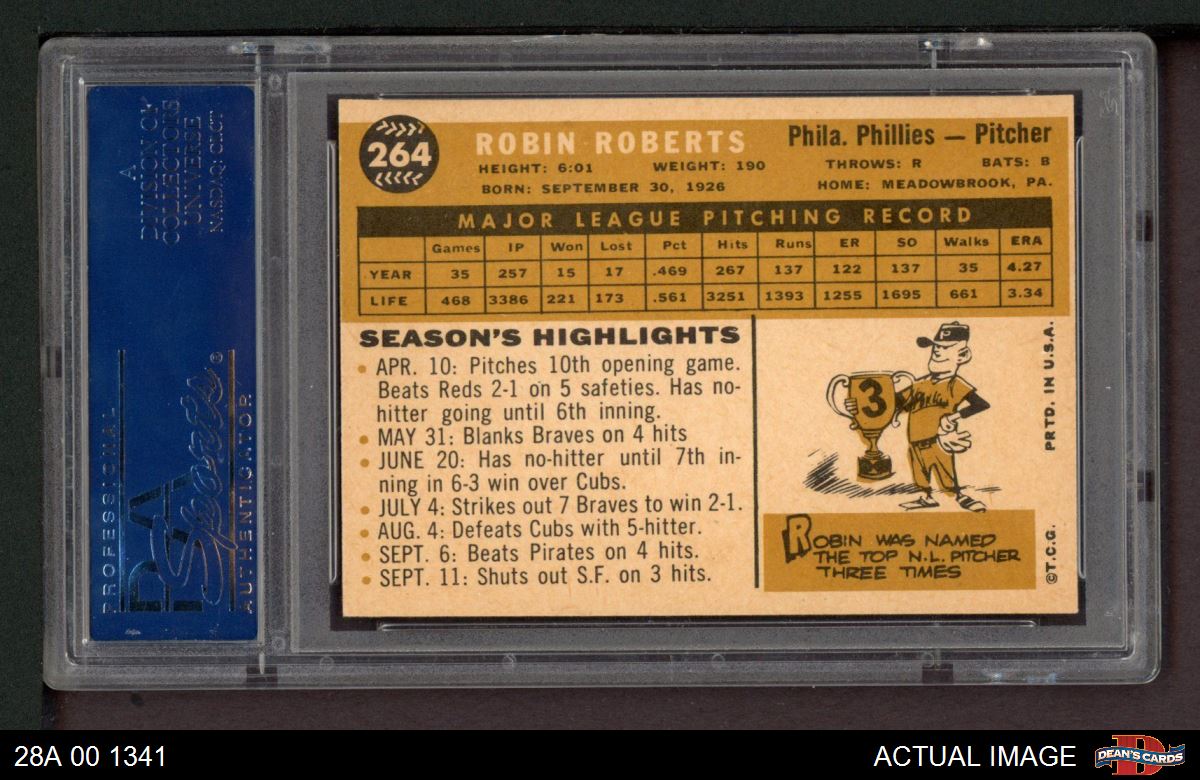 A
DIVISION OF
COLLECTORS
UNIVERSE
NASDAQ: CLCT
PROFESSIONAL
PSA
Sports ®
AUTHENTICATOR
264
ROBIN ROBERTS
Phila. Phillies — Pitcher
HEIGHT: 6:01 WEIGHT: 190 THROWS: R BATS: B
BORN: SEPTEMBER 30, 1926 HOME: MEADOWBROOK, PA.
MAJOR LEAGUE PITCHING RECORD
Games IP Won Lost Pct Hits Runs ER SO Walks ERA
YEAR 35 257 15 17 .469 267 137 122 137 35 4.27
LIFE 468 3386 221 173 .561 3251 1393 1255 1695 661 3.34
SEASON'S HIGHLIGHTS
• APR. 10: Pitches 10th opening game.
Beats Reds 2-1 on 5 safeties. Has no-
hitter going until 6th inning.
• MAY 31: Blanks Braves on 4 hits
• JUNE 20: Has no-hitter until 7th in-
ning in 6-3 win over Cubs.
• JULY 4: Strikes out 7 Braves to win 2-1.
• AUG. 4: Defeats Cubs with 5-hitter.
• SEPT. 6: Beats Pirates on 4 hits.
• SEPT. 11: Shuts out S.F. on 3 hits.
P
3
ROBIN WAS NAMED
THE TOP N.L. PITCHER
THREE TIMES
©T.C.G. PRTD. IN U.S.A.
28A 00 1341
ACTUAL IMAGE
DEAN'S CARDS